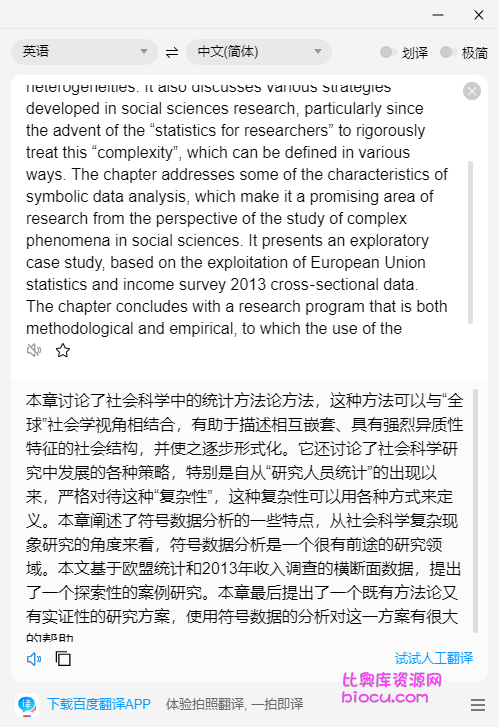 英语
中文(简体)
划译
极简
heterogeneities. It also discusses various strategies
developed in social sciences research, particularly since
the advent of the “statistics for researchers” to rigorously
treat this “complexity”, which can be defined in various
ways. The chapter addresses some of the characteristics of
symbolic data analysis, which make it a promising area of
research from the perspective of the study of complex
phenomena in social sciences. It presents an exploratory
case study, based on the exploitation of European Union
statistics and income survey 2013 cross-sectional data.
The chapter concludes with a research program that is both
methodological and empirical, to which the use of the
本章讨论了社会科学中的统计方法论方法，这种方法可以与“全
球”社会学视角相结合，有助于描述相互嵌套、具有强烈异质性
特征的社会结构，并使之逐步形式化。它还讨论了社会科学研
究中发展的各种策略，特别是自从“研究人员统计”的出现以
来，严格对待这种“复杂性”，这种复杂性可以用各种方式来定
义。本章阐述了符号数据分析的一些特点，从社会科学复杂现
象研究的角度来看，符号数据分析是一个很有前途的研究领
域。本文基于欧盟统计和2013年收入调查的横断面数据，提出
了一个探索性的案例研究。本章最后提出了一个既有方法论又
有实证性的研究方案，使用符号数据的分析对这一方案有很大
的帮助
试试人工翻译
比奥库资源网
biocu.com
译
下载百度翻译APP
体验拍照翻译, 一拍即译